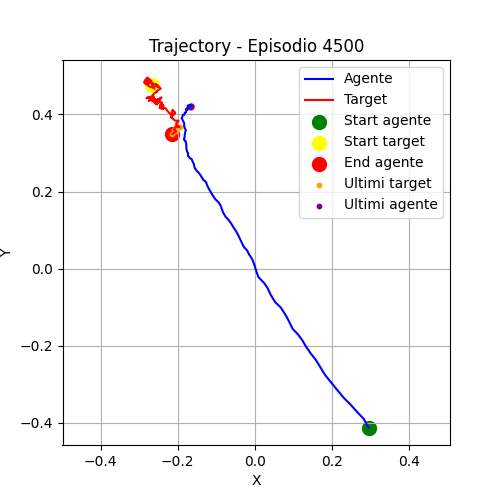 Trajectory - Episodio 4500
Agente
Target
Start agente
Start target
End agente
Ultimi target
Ultimi agente
0.4
0.2
0.0
−0.2
−0.4
Y
−0.4
−0.2
0.0
0.2
0.4
X